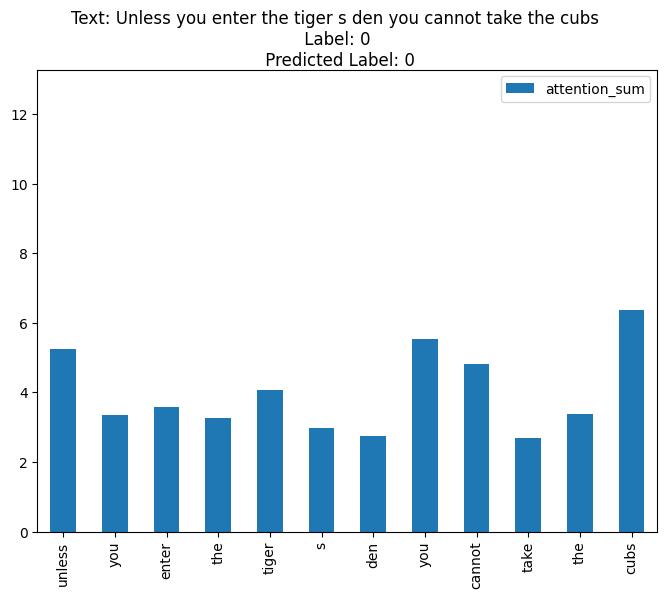 Text: Unless you enter the tiger s den you cannot take the cubs
Label: 0
Predicted Label: 0
attention_sum
12
10
8
6
4
2
0
unless
you
enter
the
tiger
s
den
you
cannot
take
the
cubs